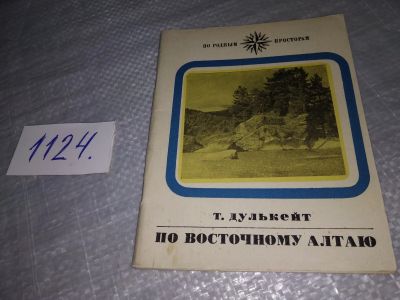 ПО РОДНЫМ ПРОСТОРАМ
1124.
Т. ДУЛЬКЕЙТ
ПО ВОСТОЧНОМУ АЛТАЮ